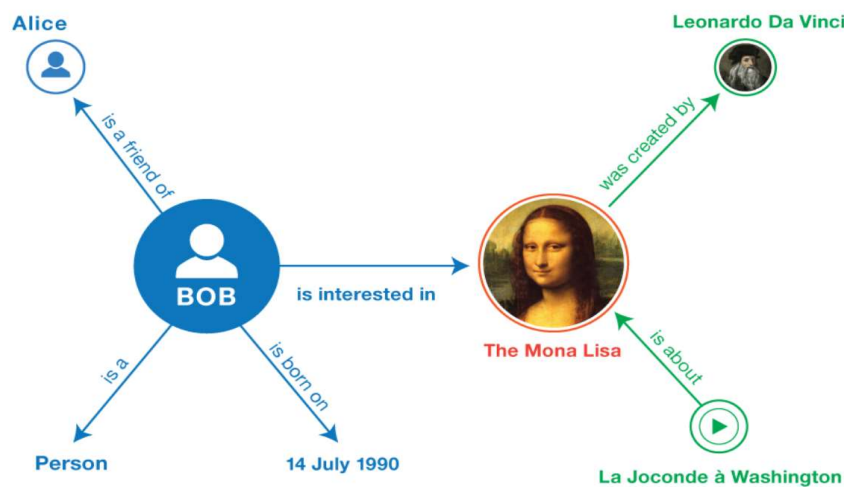 Alice
Leonardo Da Vinci
is a friend of
was created by
BOB
is interested in
The Mona Lisa
is a
is born on
is about
Person
14 July 1990
La Joconde à Washington